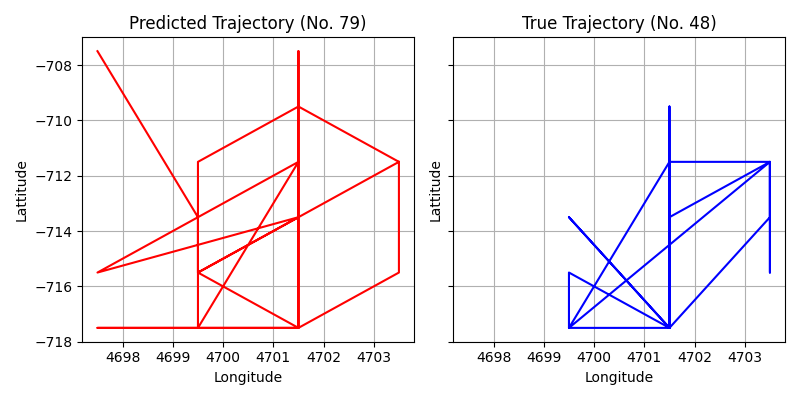 Predicted Trajectory (No. 79)
True Trajectory (No. 48)
−708
−710
−712
−714
−716
−718
Lattitude
Lattitude
4698 4699 4700 4701 4702 4703
4698 4699 4700 4701 4702 4703
Longitude
Longitude